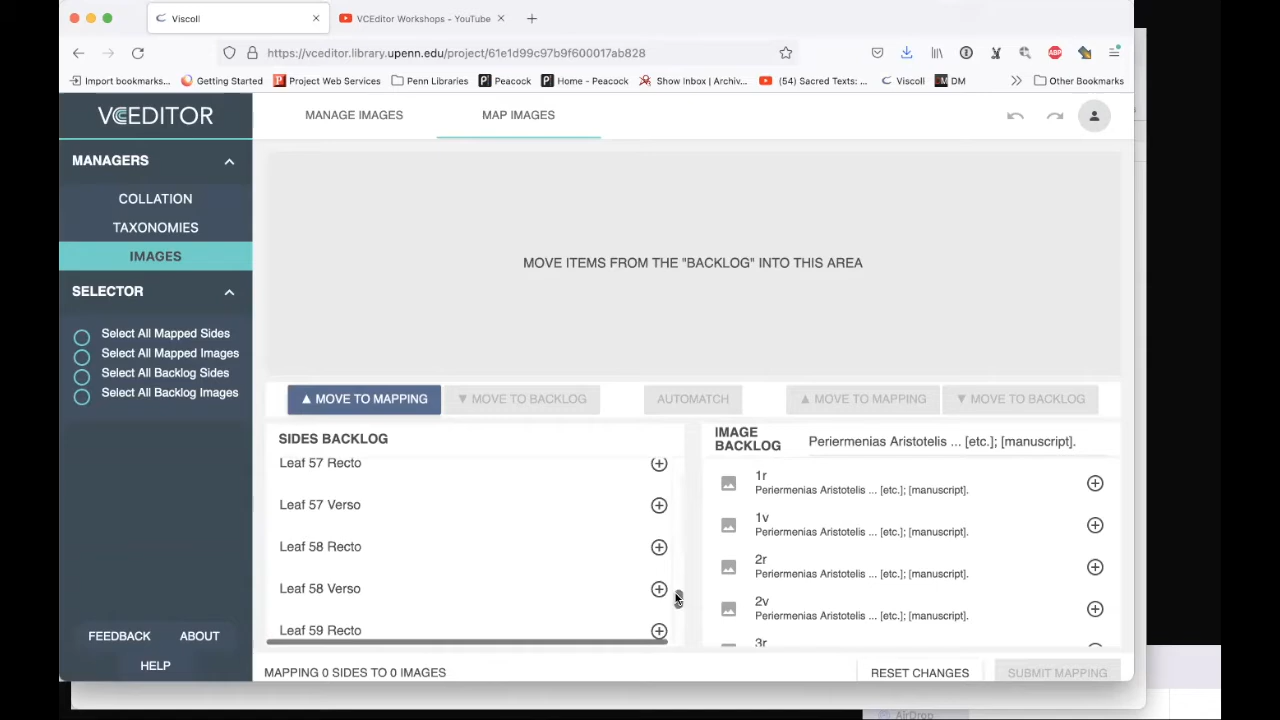 Viscoll
VCEditor Workshops - YouTube
https://vceditor.library.upenn.edu/project/61e1d99c97b9f600017ab828
Import bookmarks... Getting Started Project Web Services Penn Libraries Peacock Home - Peacock Show Inbox | Archiv... (54) Sacred Texts: ... Viscoll DM Other Bookmarks
VCEDITOR
MANAGE IMAGES
MAP IMAGES
MANAGERS
COLLATION
TAXONOMIES
IMAGES
SELECTOR
Select All Mapped Sides
Select All Mapped Images
Select All Backlog Sides
Select All Backlog Images
FEEDBACK
ABOUT
HELP
MOVE ITEMS FROM THE "BACKLOG" INTO THIS AREA
▲ MOVE TO MAPPING
▼ MOVE TO BACKLOG
AUTOMATCH
▲ MOVE TO MAPPING
▼ MOVE TO BACKLOG
SIDES BACKLOG
Leaf 57 Recto
Leaf 57 Verso
Leaf 58 Recto
Leaf 58 Verso
Leaf 59 Recto
IMAGE
BACKLOG
Periermenias Aristotelis ... [etc.]; [manuscript].
1r
Periermenias Aristotelis ... [etc.]; [manuscript].
1v
Periermenias Aristotelis ... [etc.]; [manuscript].
2r
Periermenias Aristotelis ... [etc.]; [manuscript].
2v
Periermenias Aristotelis ... [etc.]; [manuscript].
3r
MAPPING 0 SIDES TO 0 IMAGES
RESET CHANGES
SUBMIT MAPPING
AirDrop